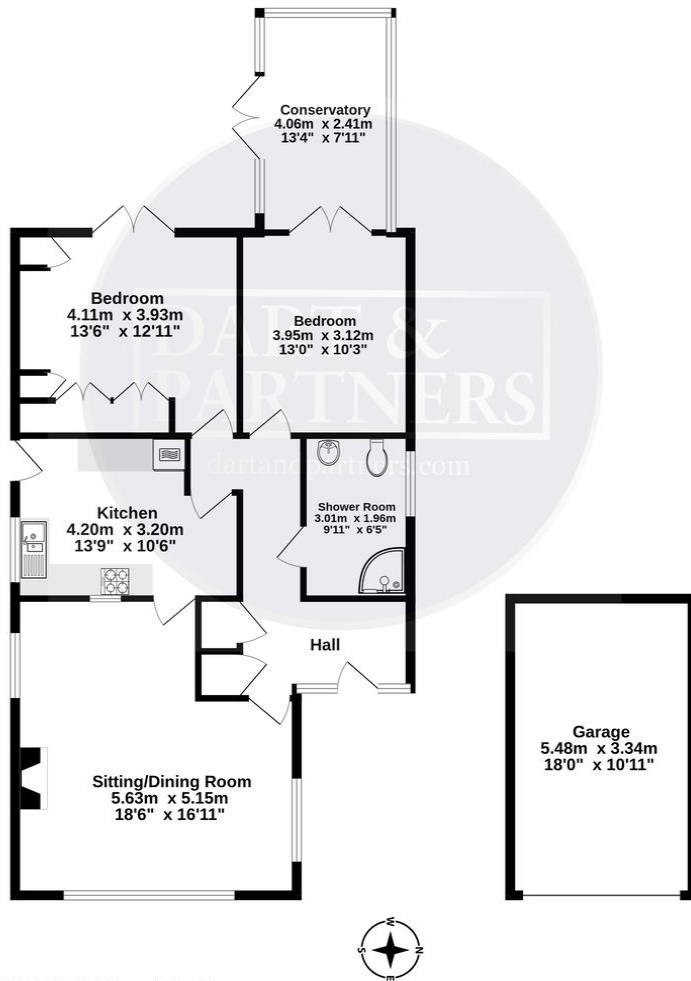 Conservatory
4.06m x 2.41m
13'4" x 7'11"
Bedroom
4.11m x 3.93m
13'6" x 12'11"
Bedroom
3.95m x 3.12m
13'0" x 10'3"
DART &
PARTNERS
dartandpartners.com
Kitchen
4.20m x 3.20m
13'9" x 10'6"
Shower Room
3.01m x 1.96m
9'11" x 6'5"
Hall
Sitting/Dining Room
5.63m x 5.15m
18'6" x 16'11"
Garage
5.48m x 3.34m
18'0" x 10'11"
W
N
S
E